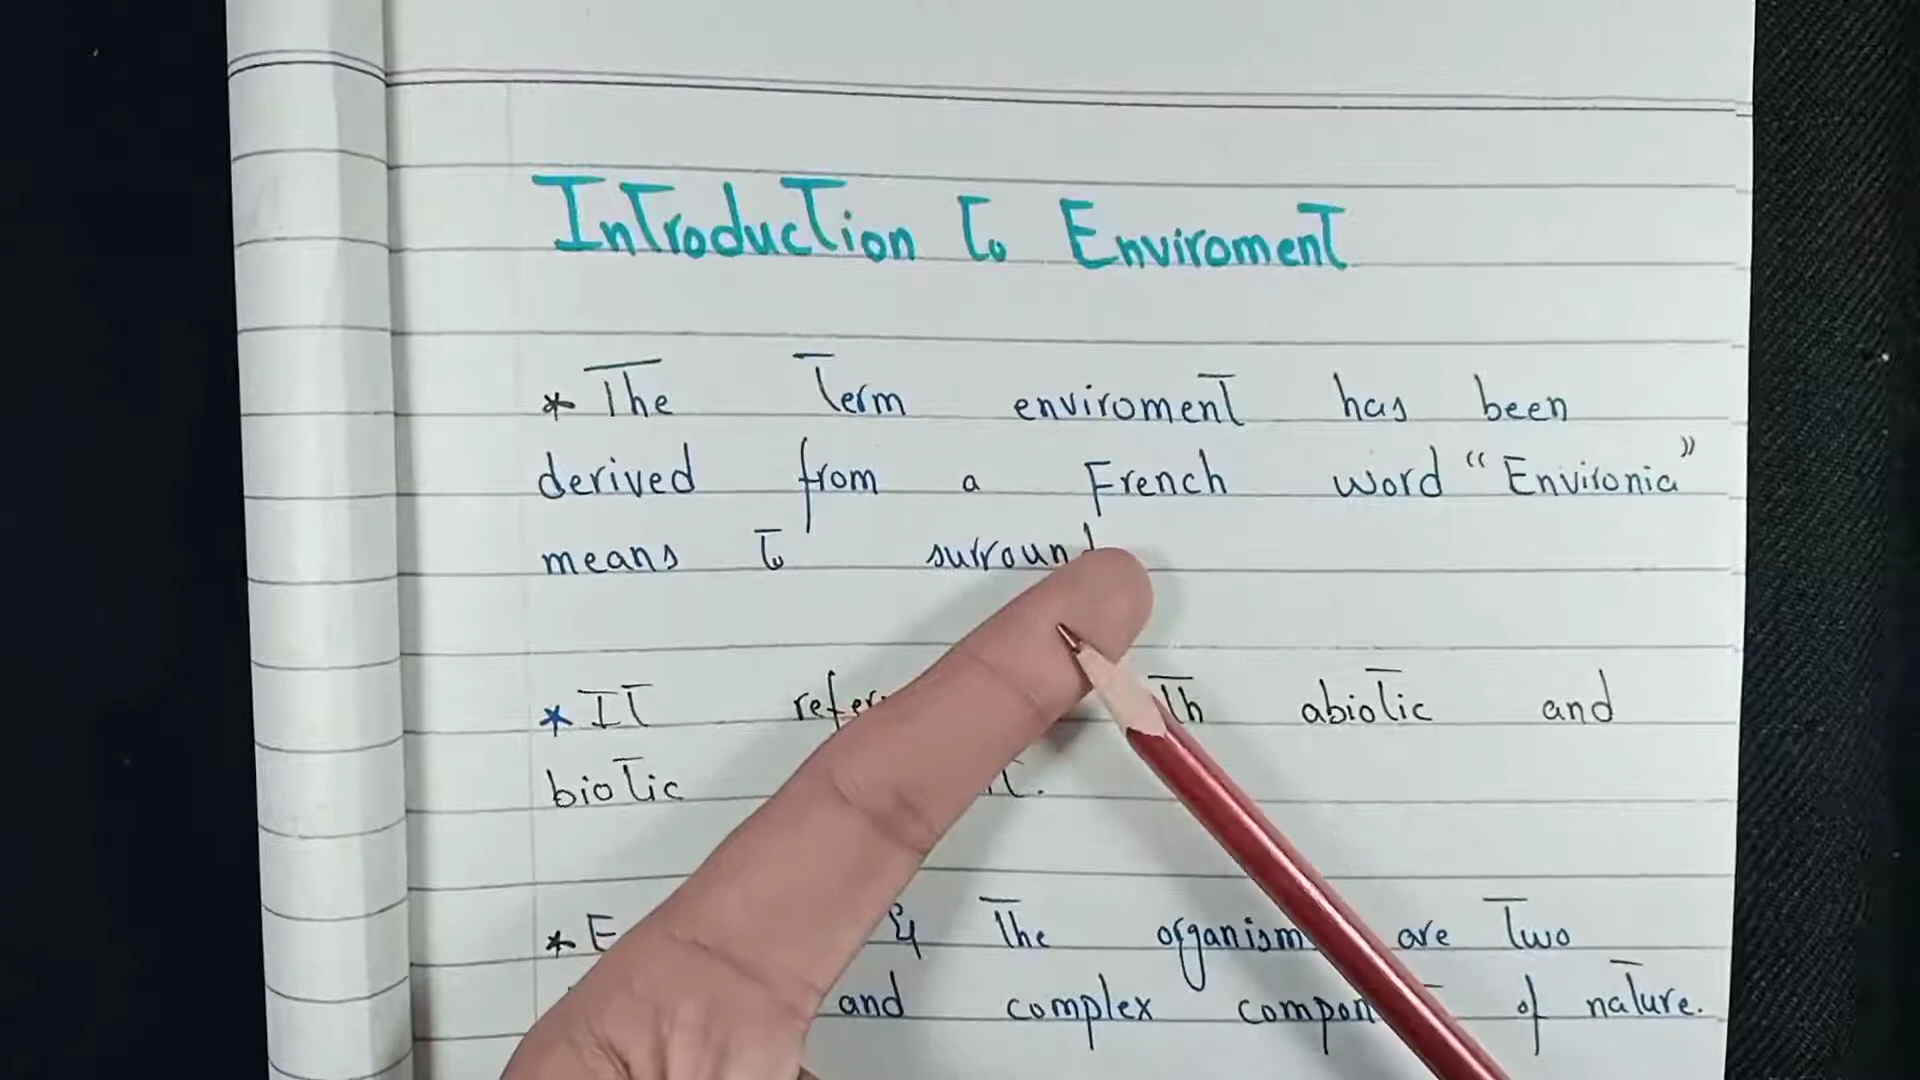 Introduction to Enviroment
* The term enviroment has been
derived from a French word “Environia”
means to surround
* It refer th abiotic and
biotic
* & the organism are two
and complex of nature.